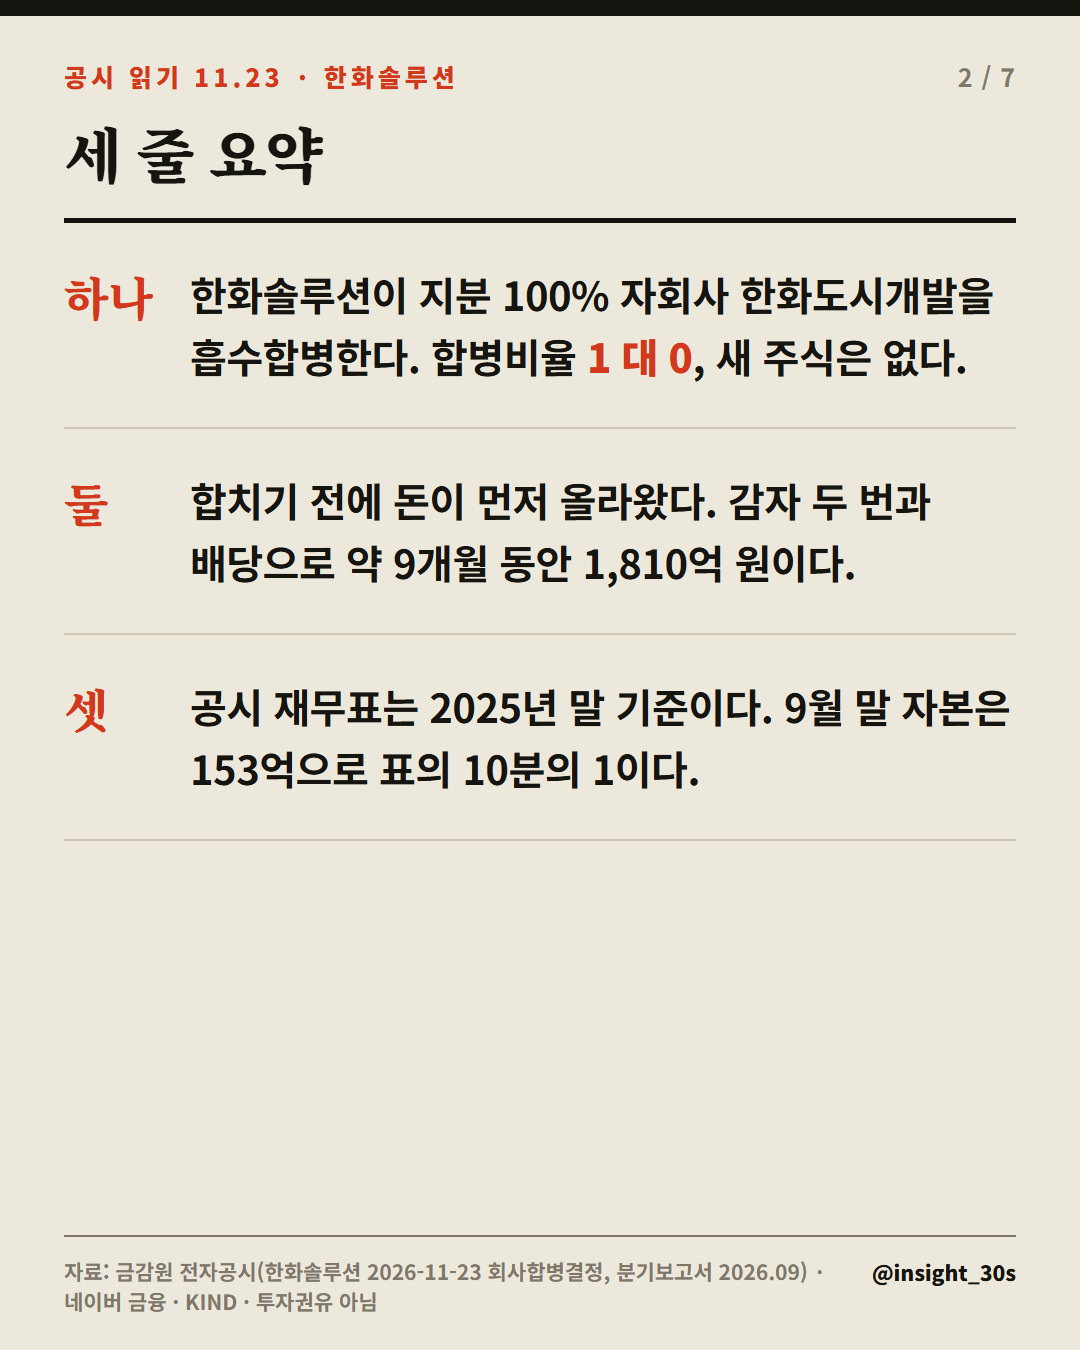 공시 읽기 11.23 · 한화솔루션
2 / 7
세 줄 요약
하나
한화솔루션이 지분 100% 자회사 한화도시개발을
흡수합병한다. 합병비율 1 대 0, 새 주식은 없다.
둘
합치기 전에 돈이 먼저 올라왔다. 감자 두 번과
배당으로 약 9개월 동안 1,810억 원이다.
셋
공시 재무표는 2025년 말 기준이다. 9월 말 자본은
153억으로 표의 10분의 1이다.
자료: 금감원 전자공시(한화솔루션 2026-11-23 회사합병결정, 분기보고서 2026.09) ·
네이버 금융 · KIND · 투자권유 아님
@insight_30s